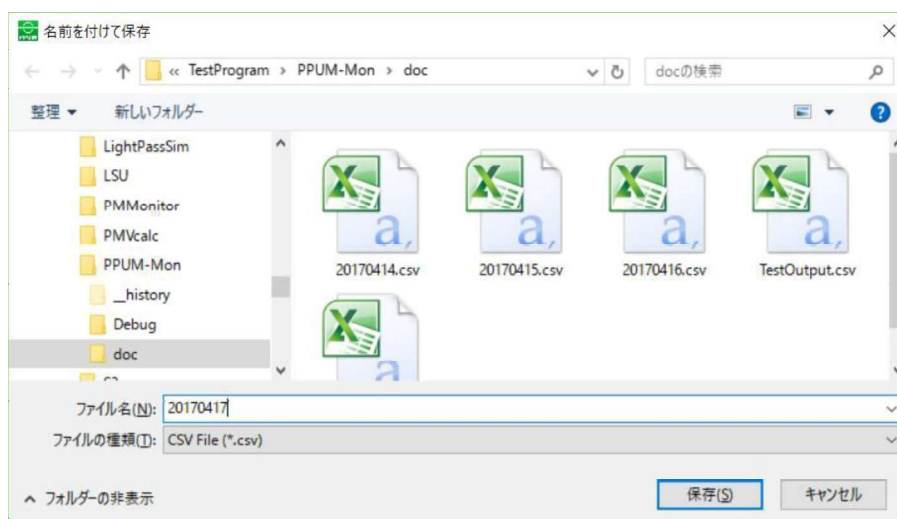 名前を付けて保存
« TestProgram › PPUM-Mon › doc
docの検索
整理
新しいフォルダー
LightPassSim
LSU
PMMonitor
PMVcalc
PPUM-Mon
__history
Debug
doc
20170414.csv
20170415.csv
20170416.csv
TestOutput.csv
ファイル名(N): 20170417
ファイルの種類(T): CSV File (*.csv)
フォルダーの非表示
保存(S)
キャンセル